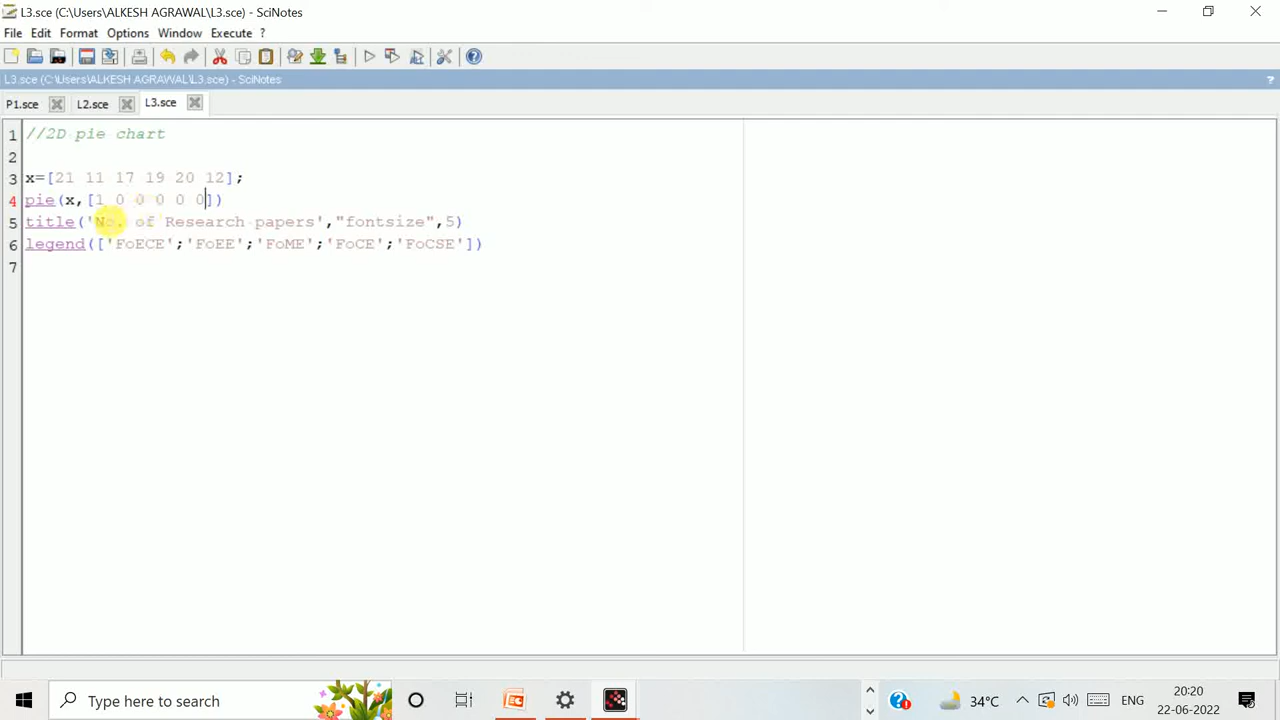 L3.sce (C:\Users\ALKESH AGRAWAL\L3.sce) - SciNotes
File Edit Format Options Window Execute ?
L3.sce (C:\Users\ALKESH AGRAWAL\L3.sce) - SciNotes ?
P1.sce L2.sce L3.sce
1 //2D pie chart
2
3 x=[21 11 17 19 20 12];
4 pie(x,[1 0 0 0 0 0])
5 title('No. of Research papers',"fontsize",5)
6 legend(['FoECE';'FoEE';'FoME';'FoCE';'FoCSE'])
7
Type here to search
34°C ENG
20:20
22-06-2022